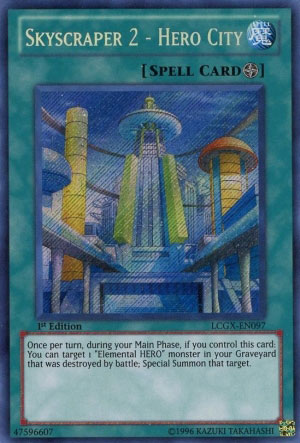 SKYSCRAPER 2 - HERO CITY
魔
[SPELL CARD]
1st Edition
LCGX-EN097
Once per turn, during your Main Phase, if you control this card:
You can target 1 "Elemental HERO" monster in your Graveyard
that was destroyed by battle; Special Summon that target.
47596607
©1996 KAZUKI TAKAHASHI